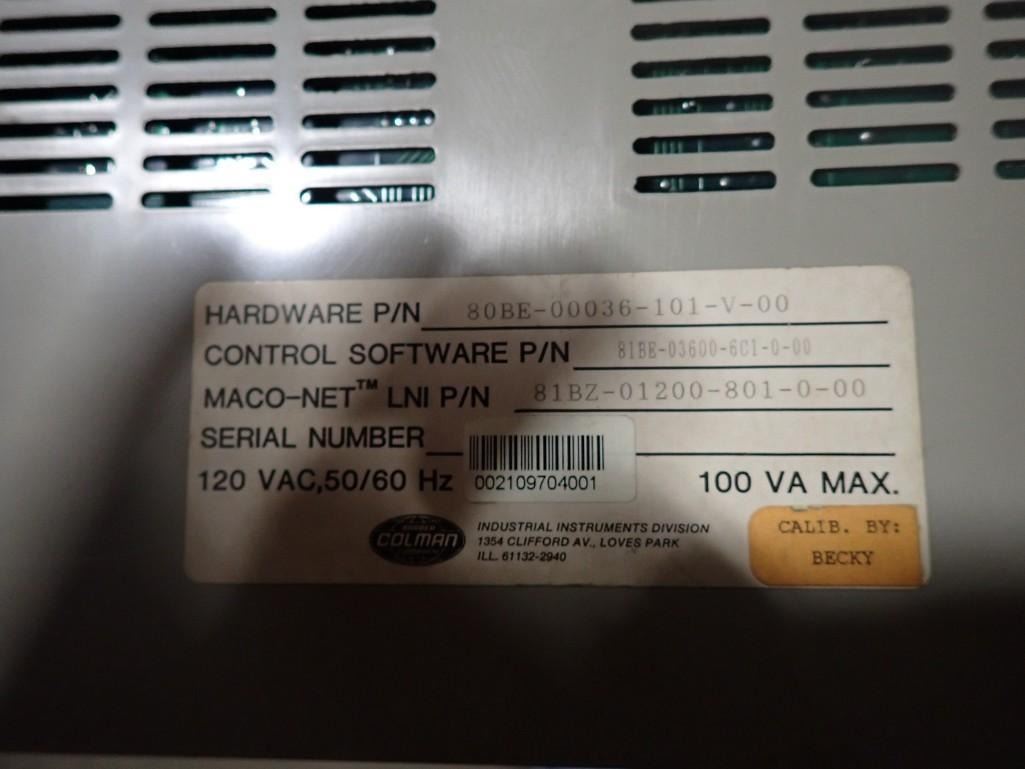 HARDWARE P/N 80BE-00036-101-V-00
CONTROL SOFTWARE P/N 81BE-03600-6C1-0-00
MACO-NET™ LNI P/N 81BZ-01200-801-0-00
SERIAL NUMBER
002109704001
120 VAC,50/60 Hz 100 VA MAX.
BARBER
COLMAN
INDUSTRIAL INSTRUMENTS DIVISION
1354 CLIFFORD AV., LOVES PARK
ILL. 61132-2940
CALIB. BY:
BECKY